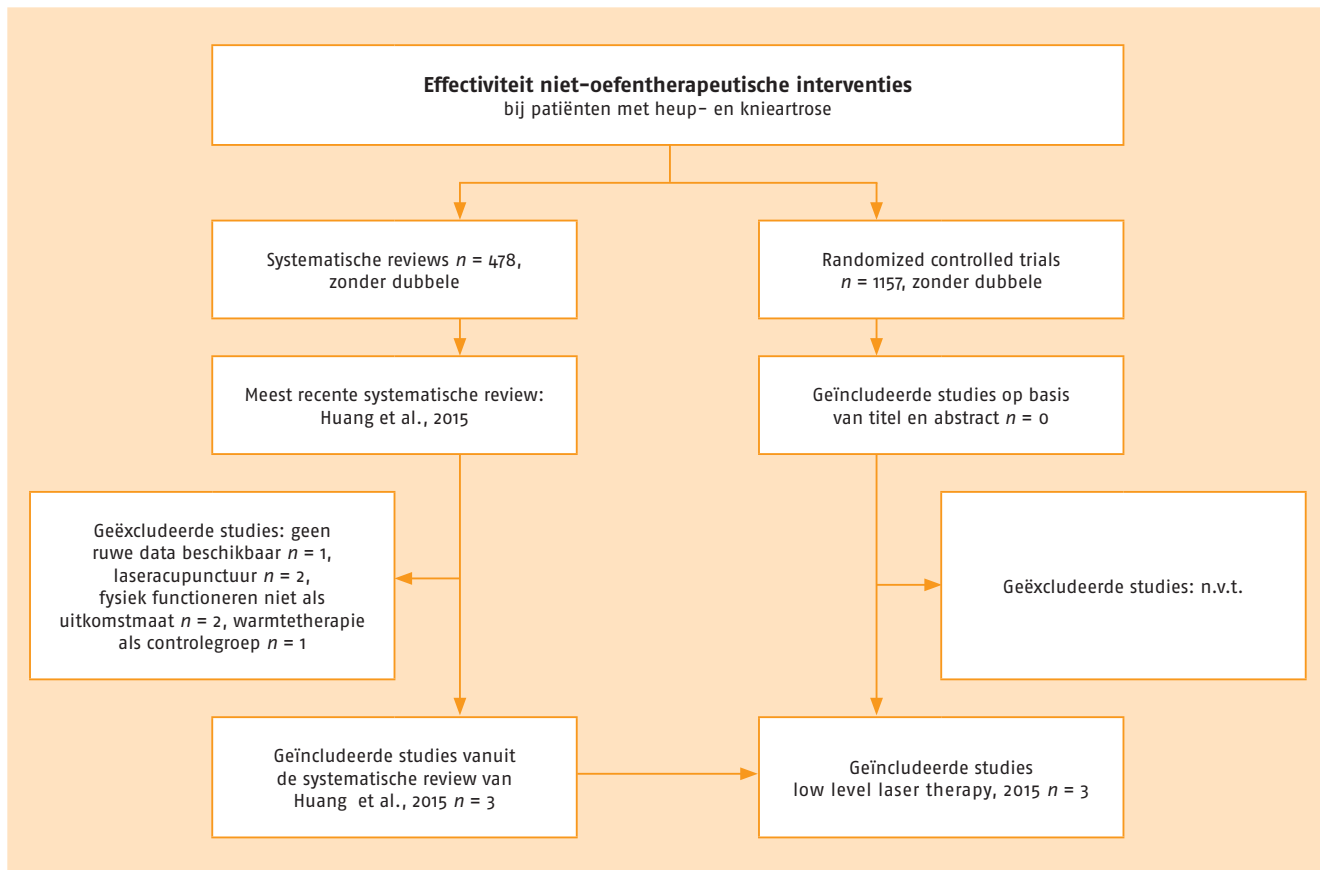 Effectiviteit niet-oefentherapeutische interventies
bij patiënten met heup- en knieartrose
Systematische reviews n = 478,
zonder dubbele
Randomized controlled trials
n = 1157, zonder dubbele
Meest recente systematische review:
Huang et al., 2015
Geïncludeerde studies op basis
van titel en abstract n = 0
Geëxcludeerde studies: geen
ruwe data beschikbaar n = 1,
laseracupunctuur n = 2,
fysiek functioneren niet als
uitkomstmaat n = 2, warmtetherapie
als controlegroep n = 1
Geëxcludeerde studies: n.v.t.
Geïncludeerde studies vanuit
de systematische review van
Huang et al., 2015 n = 3
Geïncludeerde studies
low level laser therapy, 2015 n = 3